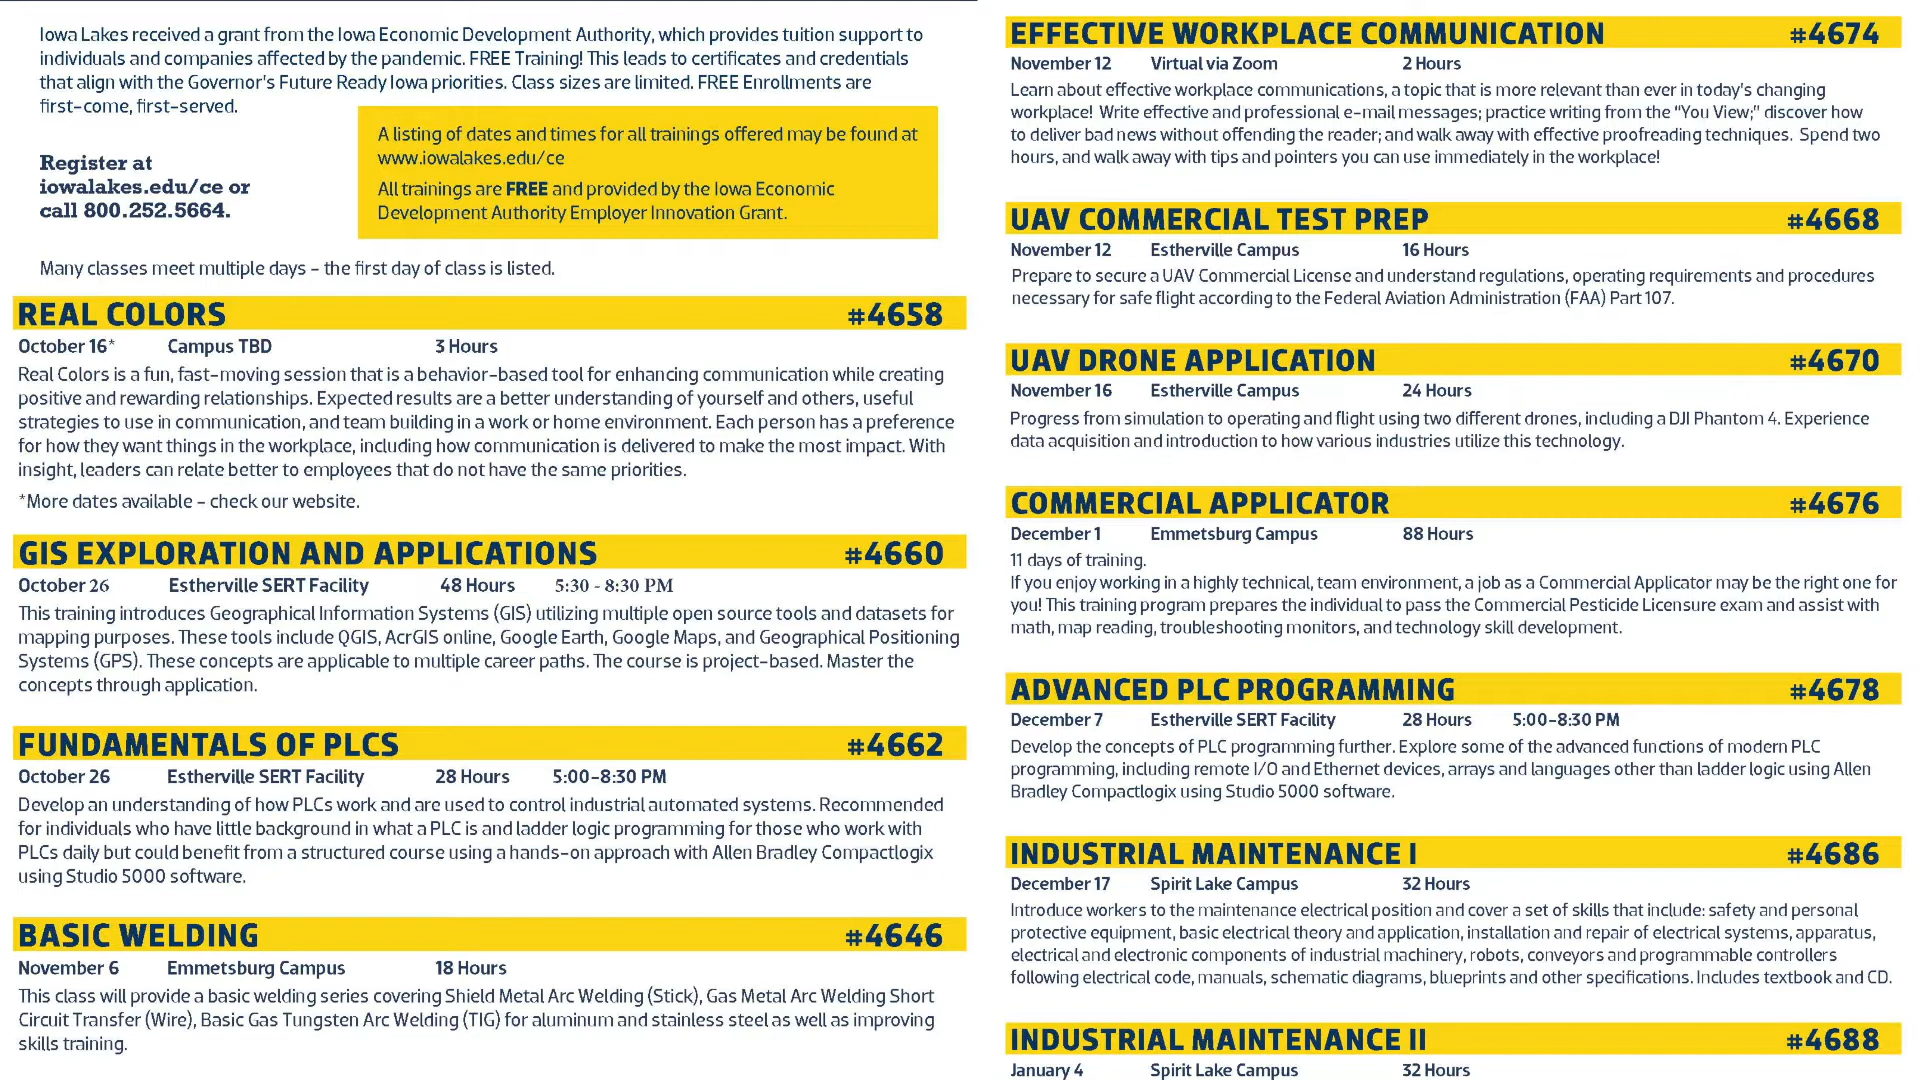 Iowa Lakes received a grant from the Iowa Economic Development Authority, which provides tuition support to
individuals and companies affected by the pandemic. FREE Training! This leads to certificates and credentials
that align with the Governor's Future Ready Iowa priorities. Class sizes are limited. FREE Enrollments are
first-come, first-served.
Register at
iowalakes.edu/ce or
call 800.252.5664.
A listing of dates and times for all trainings offered may be found at
www.iowalakes.edu/ce
All trainings are FREE and provided by the Iowa Economic
Development Authority Employer Innovation Grant.
Many classes meet multiple days - the first day of class is listed.
REAL COLORS #4658
October 16* Campus TBD 3 Hours
Real Colors is a fun, fast-moving session that is a behavior-based tool for enhancing communication while creating
positive and rewarding relationships. Expected results are a better understanding of yourself and others, useful
strategies to use in communication, and team building in a work or home environment. Each person has a preference
for how they want things in the workplace, including how communication is delivered to make the most impact. With
insight, leaders can relate better to employees that do not have the same priorities.
*More dates available - check our website.
GIS EXPLORATION AND APPLICATIONS #4660
October 26 Estherville SERT Facility 48 Hours 5:30 - 8:30 PM
This training introduces Geographical Information Systems (GIS) utilizing multiple open source tools and datasets for
mapping purposes. These tools include QGIS, AcrGIS online, Google Earth, Google Maps, and Geographical Positioning
Systems (GPS). These concepts are applicable to multiple career paths. The course is project-based. Master the
concepts through application.
FUNDAMENTALS OF PLCS #4662
October 26 Estherville SERT Facility 28 Hours 5:00-8:30 PM
Develop an understanding of how PLCs work and are used to control industrial automated systems. Recommended
for individuals who have little background in what a PLC is and ladder logic programming for those who work with
PLCs daily but could benefit from a structured course using a hands-on approach with Allen Bradley Compactlogix
using Studio 5000 software.
BASIC WELDING #4646
November 6 Emmetsburg Campus 18 Hours
This class will provide a basic welding series covering Shield Metal Arc Welding (Stick), Gas Metal Arc Welding Short
Circuit Transfer (Wire), Basic Gas Tungsten Arc Welding (TIG) for aluminum and stainless steel as well as improving
skills training.
EFFECTIVE WORKPLACE COMMUNICATION #4674
November 12 Virtual via Zoom 2 Hours
Learn about effective workplace communications, a topic that is more relevant than ever in today's changing
workplace! Write effective and professional e-mail messages; practice writing from the "You View;" discover how
to deliver bad news without offending the reader; and walk away with effective proofreading techniques. Spend two
hours, and walk away with tips and pointers you can use immediately in the workplace!
UAV COMMERCIAL TEST PREP #4668
November 12 Estherville Campus 16 Hours
Prepare to secure a UAV Commercial License and understand regulations, operating requirements and procedures
necessary for safe flight according to the Federal Aviation Administration (FAA) Part 107.
UAV DRONE APPLICATION #4670
November 16 Estherville Campus 24 Hours
Progress from simulation to operating and flight using two different drones, including a DJI Phantom 4. Experience
data acquisition and introduction to how various industries utilize this technology.
COMMERCIAL APPLICATOR #4676
December 1 Emmetsburg Campus 88 Hours
11 days of training.
If you enjoy working in a highly technical, team environment, a job as a Commercial Applicator may be the right one for
you! This training program prepares the individual to pass the Commercial Pesticide Licensure exam and assist with
math, map reading, troubleshooting monitors, and technology skill development.
ADVANCED PLC PROGRAMMING #4678
December 7 Estherville SERT Facility 28 Hours 5:00-8:30 PM
Develop the concepts of PLC programming further. Explore some of the advanced functions of modern PLC
programming, including remote I/O and Ethernet devices, arrays and languages other than ladder logic using Allen
Bradley Compactlogix using Studio 5000 software.
INDUSTRIAL MAINTENANCE I #4686
December 17 Spirit Lake Campus 32 Hours
Introduce workers to the maintenance electrical position and cover a set of skills that include: safety and personal
protective equipment, basic electrical theory and application, installation and repair of electrical systems, apparatus,
electrical and electronic components of industrial machinery, robots, conveyors and programmable controllers
following electrical code, manuals, schematic diagrams, blueprints and other specifications. Includes textbook and CD.
INDUSTRIAL MAINTENANCE II #4688
January 4 Spirit Lake Campus 32 Hours